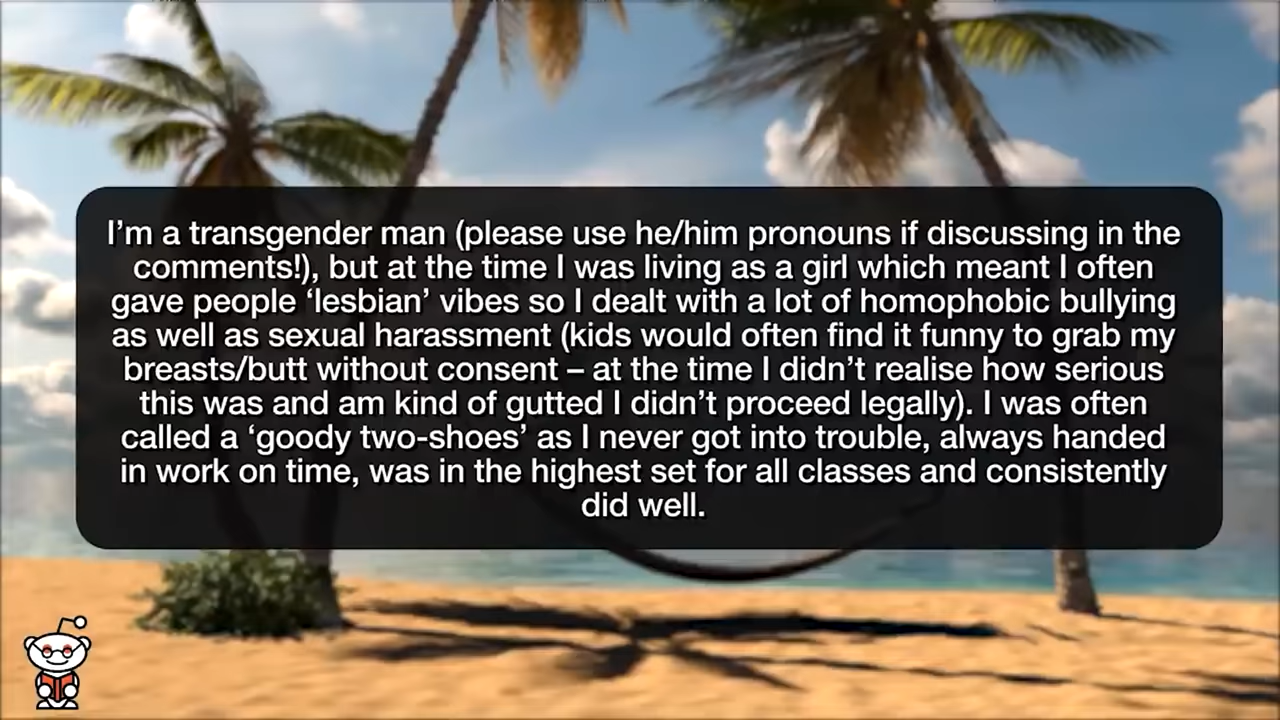 I’m a transgender man (please use he/him pronouns if discussing in the
comments!), but at the time I was living as a girl which meant I often
gave people ‘lesbian’ vibes so I dealt with a lot of homophobic bullying
as well as sexual harassment (kids would often find it funny to grab my
breasts/butt without consent – at the time I didn’t realise how serious
this was and am kind of gutted I didn’t proceed legally). I was often
called a ‘goody two-shoes’ as I never got into trouble, always handed
in work on time, was in the highest set for all classes and consistently
did well.